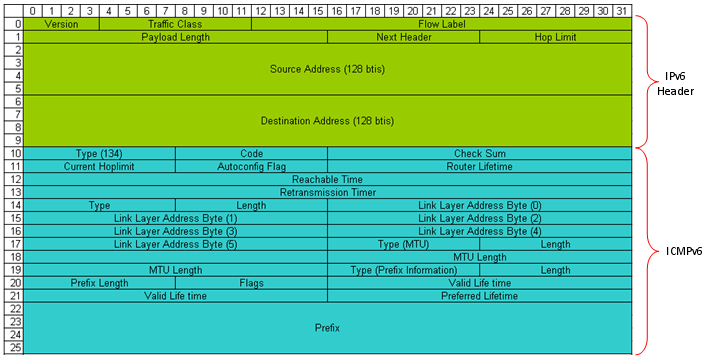 0 1 2 3 4 5 6 7 8 9 10 11 12 13 14 15 16 17 18 19 20 21 22 23 24 25 26 27 28 29 30 31
0 Version Traffic Class Flow Label
1 Payload Length Next Header Hop Limit
2
3
Source Address (128 btis)
4
5
6
7
Destination Address (128 btis)
8
9
IPv6
Header
10 Type (134) Code Check Sum
11 Current Hoplimit Autoconfig Flag Router Lifetime
12 Reachable Time
13 Retransmission Timer
14 Type Length Link Layer Address Byte (0)
15 Link Layer Address Byte (1) Link Layer Address Byte (2)
16 Link Layer Address Byte (3) Link Layer Address Byte (4)
17 Link Layer Address Byte (5) Type (MTU) Length
18 MTU Length
19 MTU Length Type (Prefix Information) Length
20 Prefix Length Flags Valid Life time
21 Valid Life time Preferred Lifetime
22
23
Prefix
24
25
ICMPv6